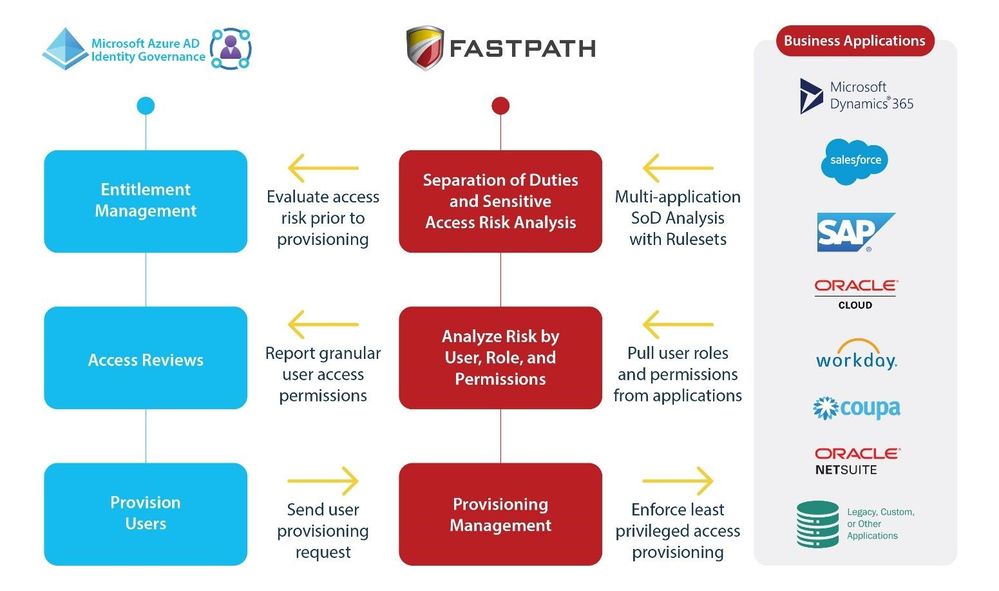 Microsoft Azure AD
Identity Governance
FASTPATH
Business Applications
Microsoft
Dynamics® 365
salesforce
Entitlement
Management
Evaluate access
risk prior to
provisioning
Separation of Duties
and Sensitive
Access Risk Analysis
Multi-application
SoD Analysis
with Rulesets
SAP®
ORACLE®
CLOUD
Access Reviews
Report granular
user access
permissions
Analyze Risk by
User, Role, and
Permissions
Pull user roles
and permissions
from applications
workday.
coupa
ORACLE®
NETSUITE
Provision
Users
Send user
provisioning
request
Provisioning
Management
Enforce least
privileged access
provisioning
Legacy, Custom,
or Other
Applications